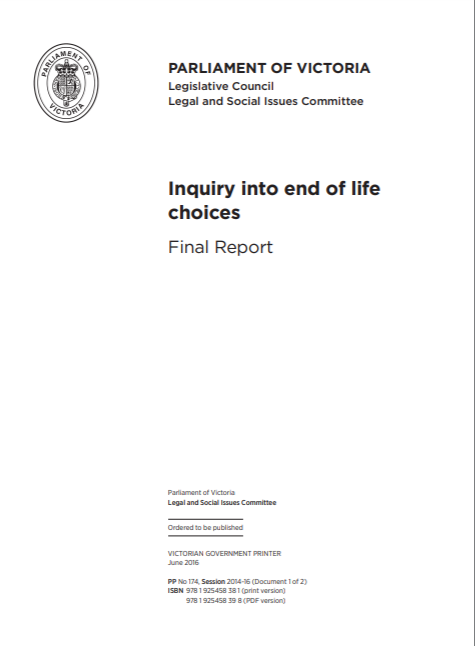 PARLIAMENT OF VICTORIA
PARLIAMENT OF VICTORIA
Legislative Council
Legal and Social Issues Committee
Inquiry into end of life
choices
Final Report
Parliament of Victoria
Legal and Social Issues Committee
Ordered to be published
VICTORIAN GOVERNMENT PRINTER
June 2016
PP No 174, Session 2014-16 (Document 1 of 2)
ISBN 978 1 925458 38 1 (print version)
978 1 925458 39 8 (PDF version)